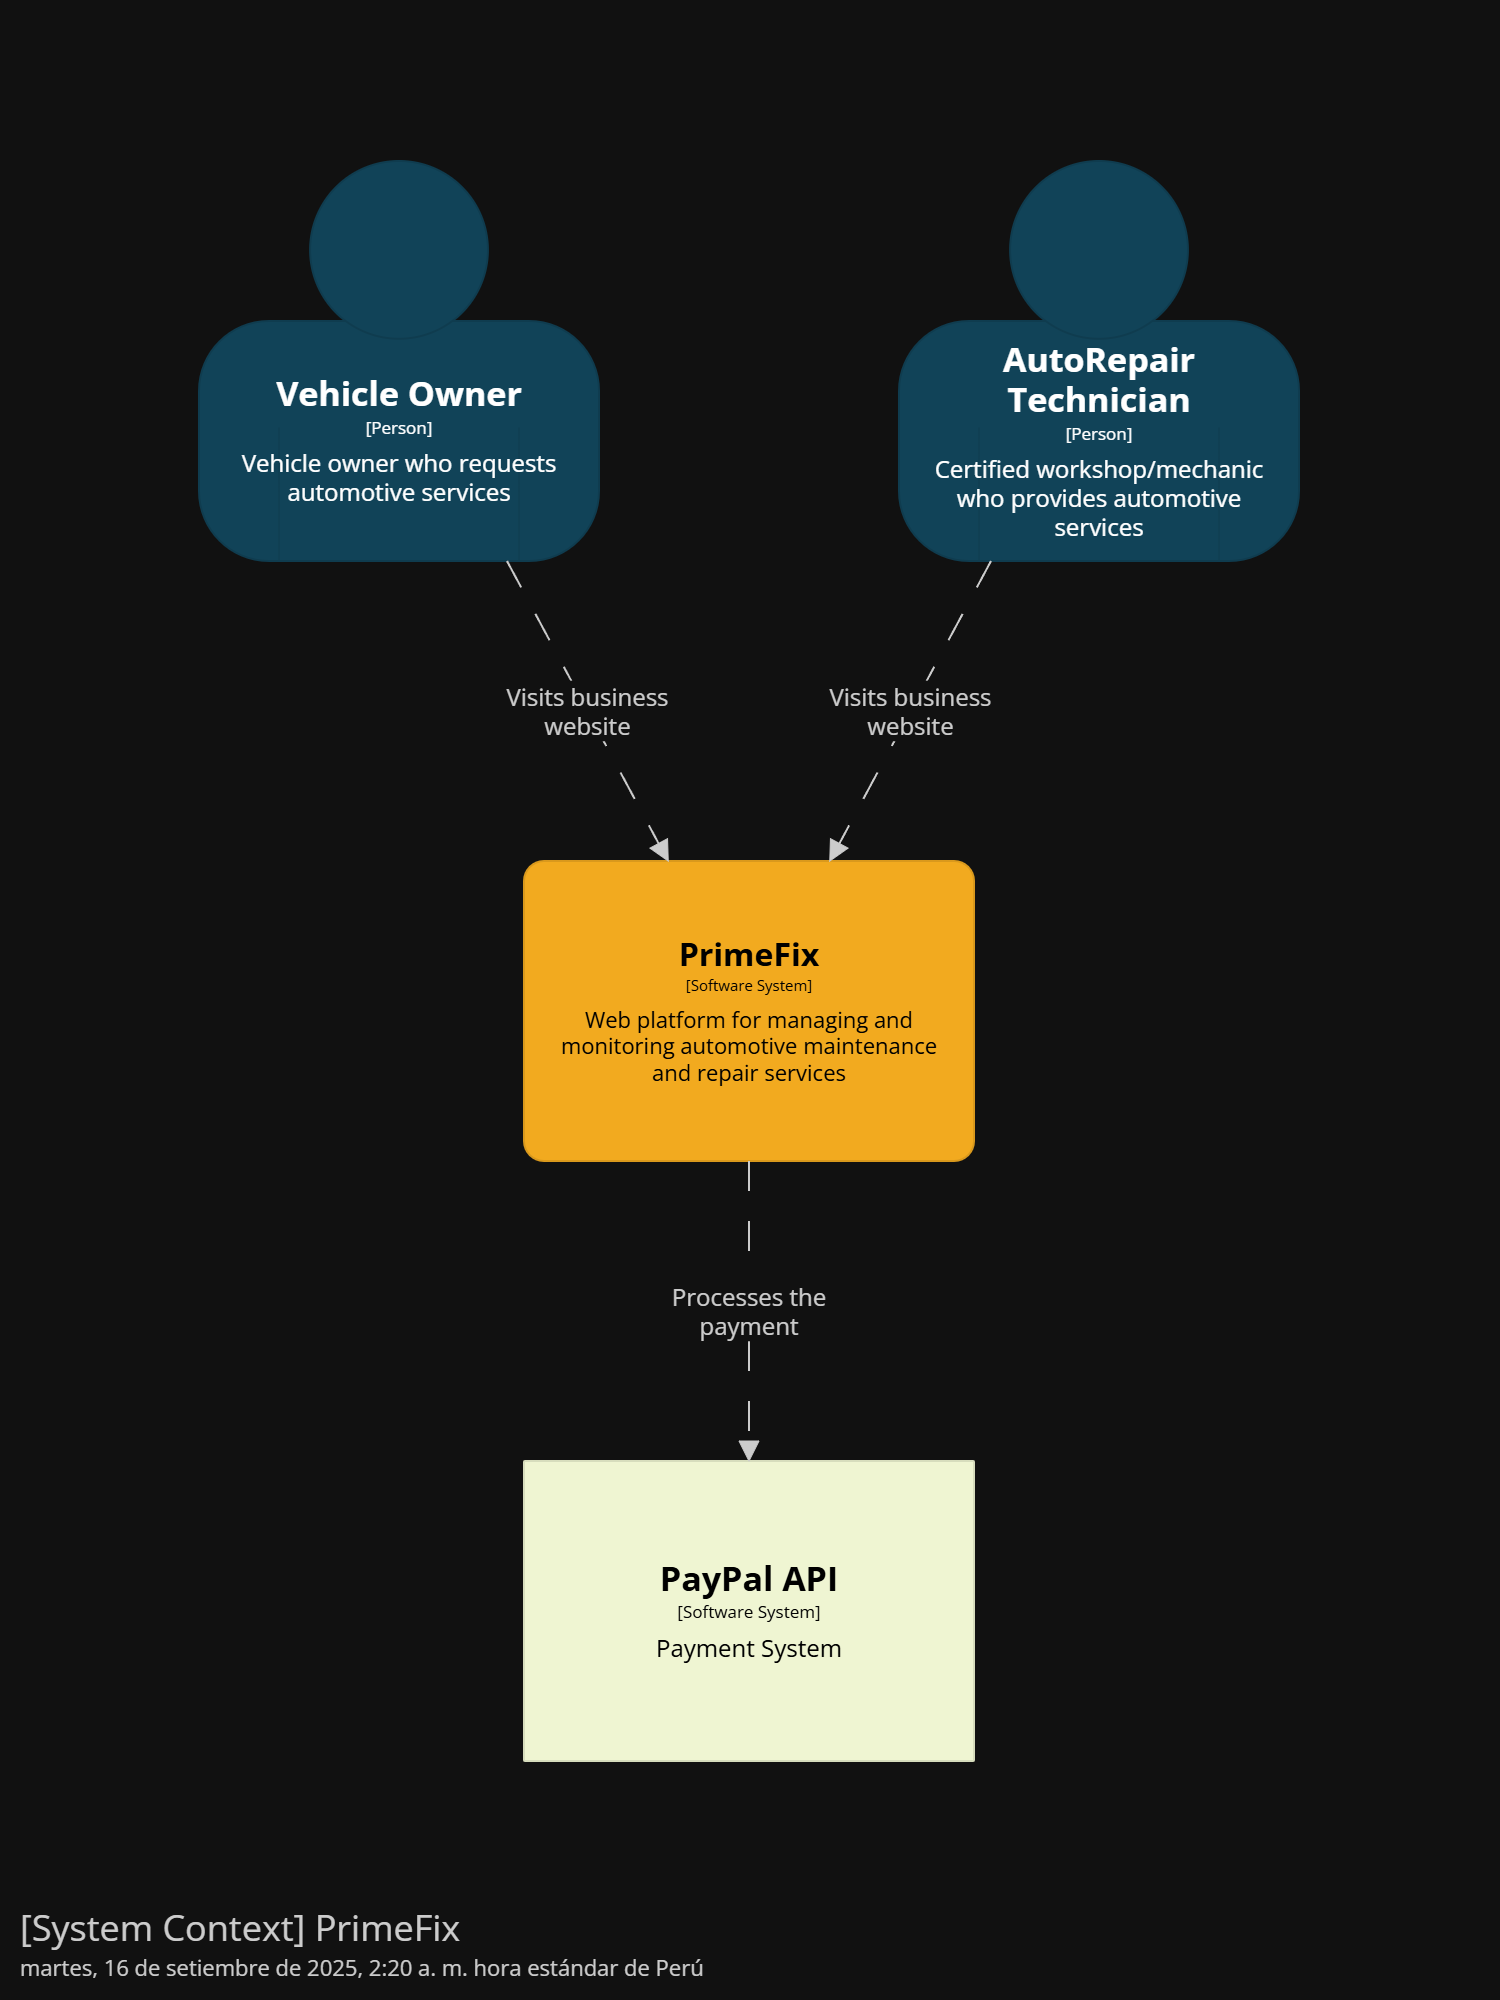 Vehicle Owner
[Person]
Vehicle owner who requests
automotive services
AutoRepair
Technician
[Person]
Certified workshop/mechanic
who provides automotive
services
Visits business
website
Visits business
website
PrimeFix
[Software System]
Web platform for managing and
monitoring automotive maintenance
and repair services
Processes the
payment
PayPal API
[Software System]
Payment System
[System Context] PrimeFix
martes, 16 de setiembre de 2025, 2:20 a. m. hora estándar de Perú